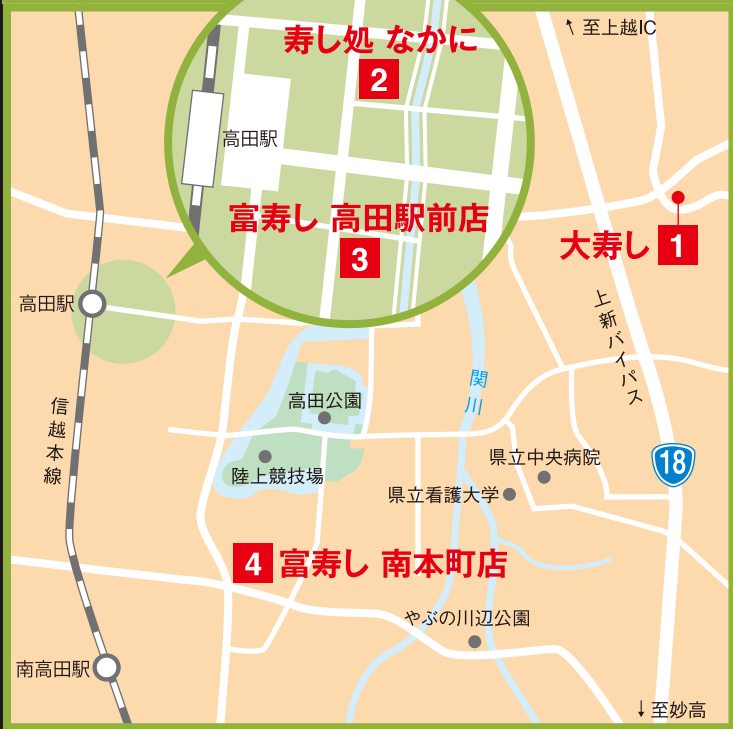 ↑ 至上越IC
寿し処 なかに
2
高田駅
富寿し 高田駅前店
3
大寿し 1
高田駅
上新バイパス
信越本線
関川
高田公園
陸上競技場
県立中央病院
18
県立看護大学
4 富寿し 南本町店
やぶの川辺公園
南高田駅
↓至妙高